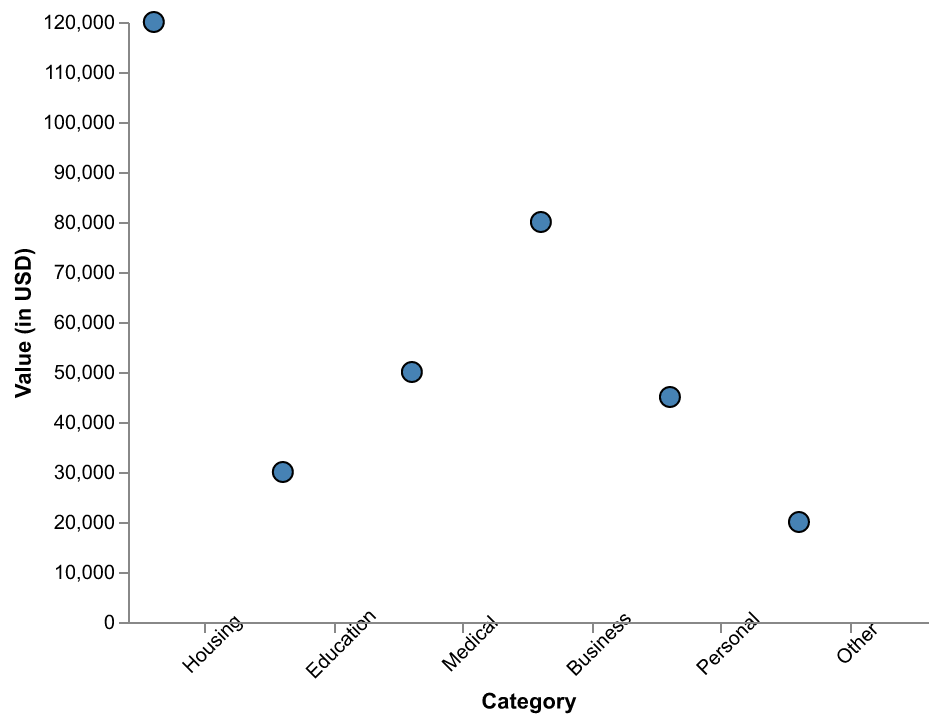 120,000
110,000
100,000
90,000
80,000
70,000
60,000
50,000
40,000
30,000
20,000
10,000
0
Value (in USD)
Housing
Education
Medical
Business
Personal
Other
Category